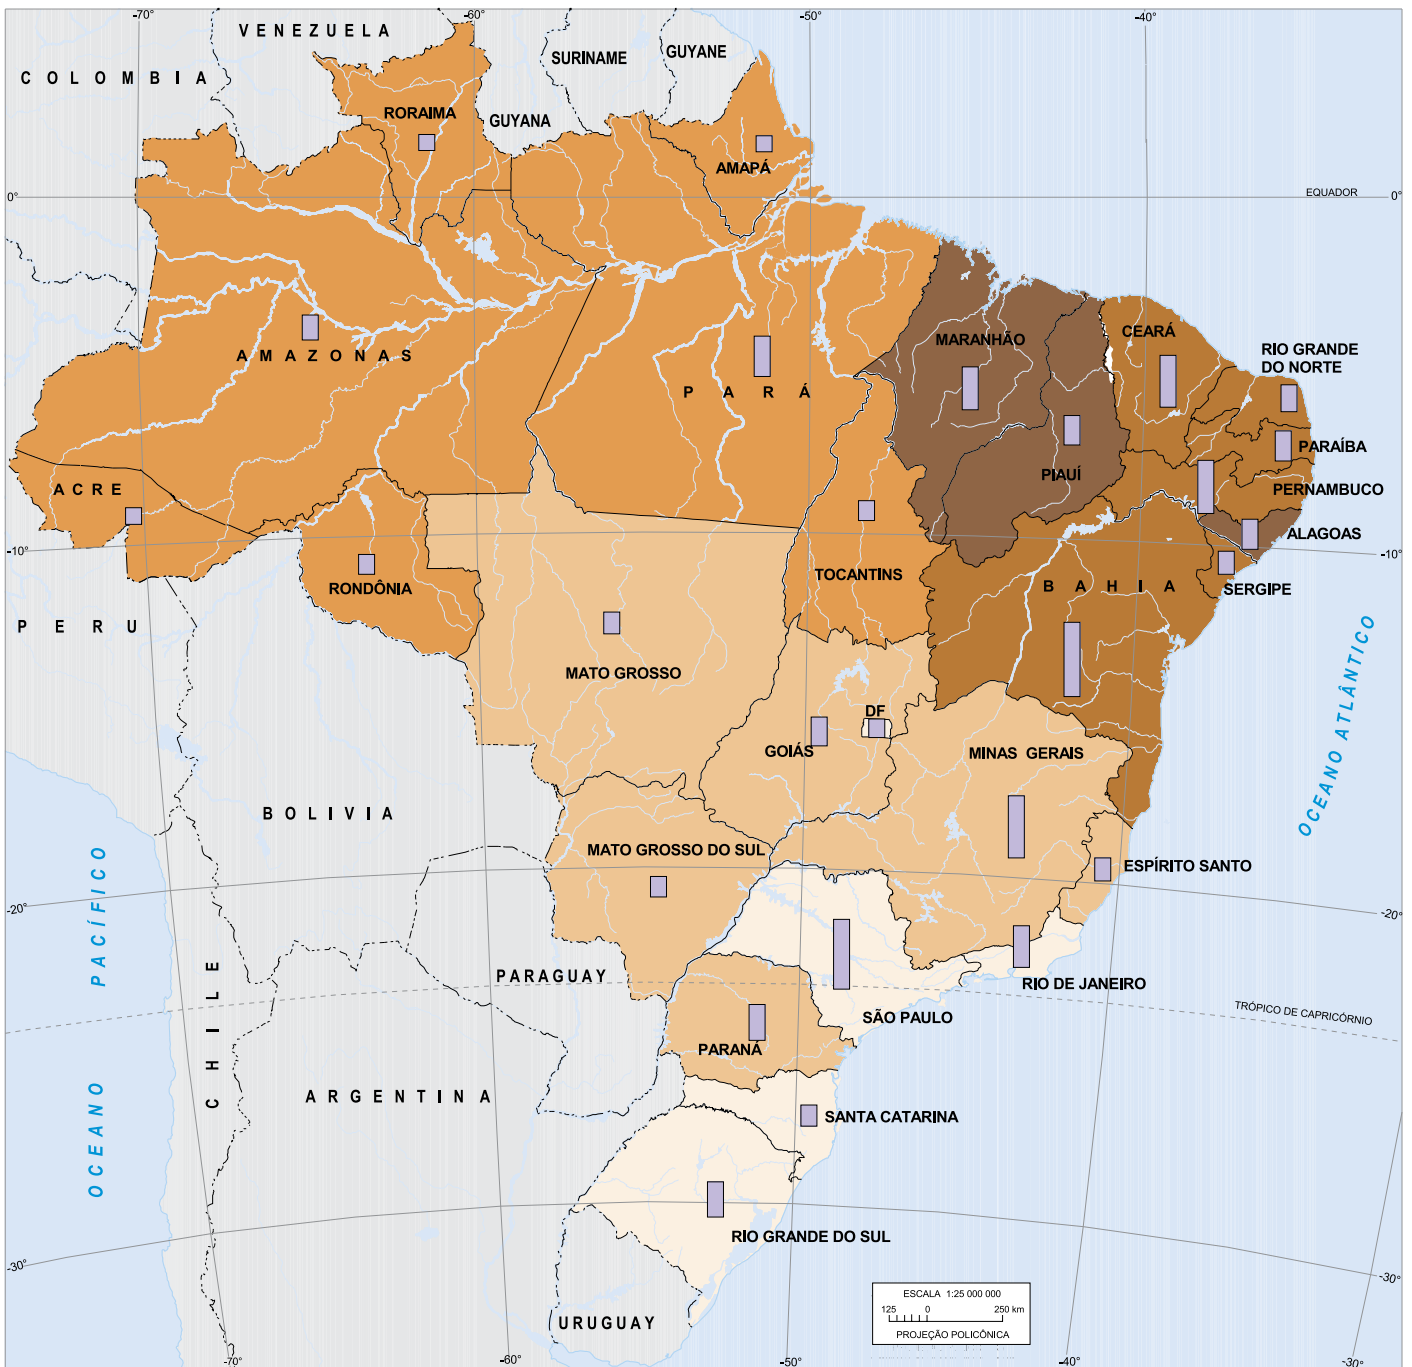 -70°
-60°
-50°
-40°
VENEZUELA
SURINAME
GUYANE
COLOMBIA
RORAIMA
GUYANA
AMAPÁ
0°
EQUADOR
0°
MARANHÃO
CEARÁ
RIO GRANDE
DO NORTE
AMAZONAS
PARÁ
PARAÍBA
PIAUÍ
ACRE
PERNAMBUCO
ALAGOAS
-10°
-10°
RONDÔNIA
TOCANTINS
BAHIA
SERGIPE
PERU
MATO GROSSO
OCEANO ATLÂNTICO
DF
GOIÁS
MINAS GERAIS
BOLIVIA
MATO GROSSO DO SUL
ESPÍRITO SANTO
-20°
-20°
OCEANO PACÍFICO
CHILE
PARAGUAY
RIO DE JANEIRO
SÃO PAULO
TRÓPICO DE CAPRICÓRNIO
PARANÁ
ARGENTINA
SANTA CATARINA
RIO GRANDE DO SUL
-30°
-30°
ESCALA 1:25 000 000
125 0 250 km
PROJEÇÃO POLICÔNICA
URUGUAY
-70°
-60°
-50°
-40°
-30°